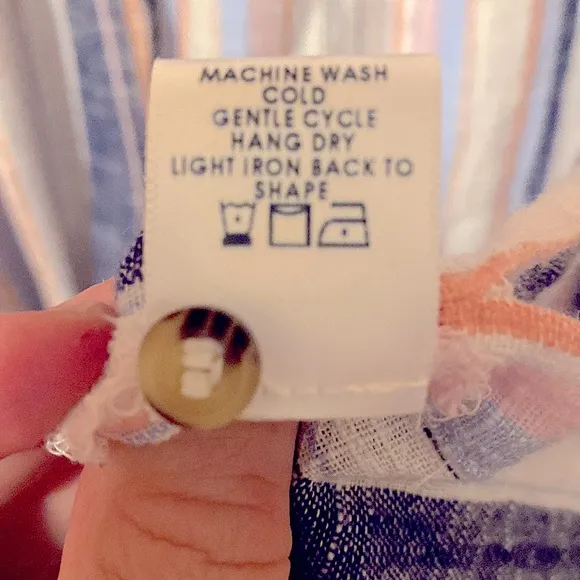 MACHINE WASH
COLD
GENTLE CYCLE
HANG DRY
LIGHT IRON BACK TO
SHAPE